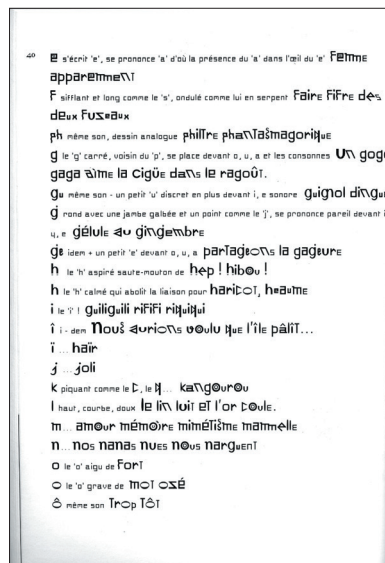 40
e s'écrit 'e', se prononce 'a' d'où la présence du 'a' dans l'œil du 'e' Femme
apparemment
F sifflant et long comme le 's', ondulé comme lui en serpent Faire Fifre des
deux Fuseaux
ph même son, dessin analogue philtre phantasmagorique
g le 'g' carré, voisin du 'p', se place devant o, u, a et les consonnes Un gogo
gaga aime la Cigüe dans le ragoût.
gu même son - un petit 'u' discret en plus devant i, e sonore guignol dingu
g rond avec une jambe galbée et un point comme le 'j', se prononce pareil devant i
y, e gélule au gingembre
ge idem + un petit 'e' devant o, u, a partageons la gageure
h le 'h' aspiré saute-mouton de hep ! hibou !
h le 'h' calmé qui abolit la liaison pour haricot, heaume
i le 'i' ! guiliguili rififi riquiqui
î i - dem Nous aurions voulu que l'île pâlît...
ï ... haïr
j ... joli
K piquant comme le c, le q... kangourou
l haut, courbe, doux le lin luit et l'or coule.
m... amour mémoire mimétisme mammelle
n... nos nanas nues nous narguent
o le 'o' aigu de Fort
o le 'o' grave de mot osé
Ô même son Trop Tôt